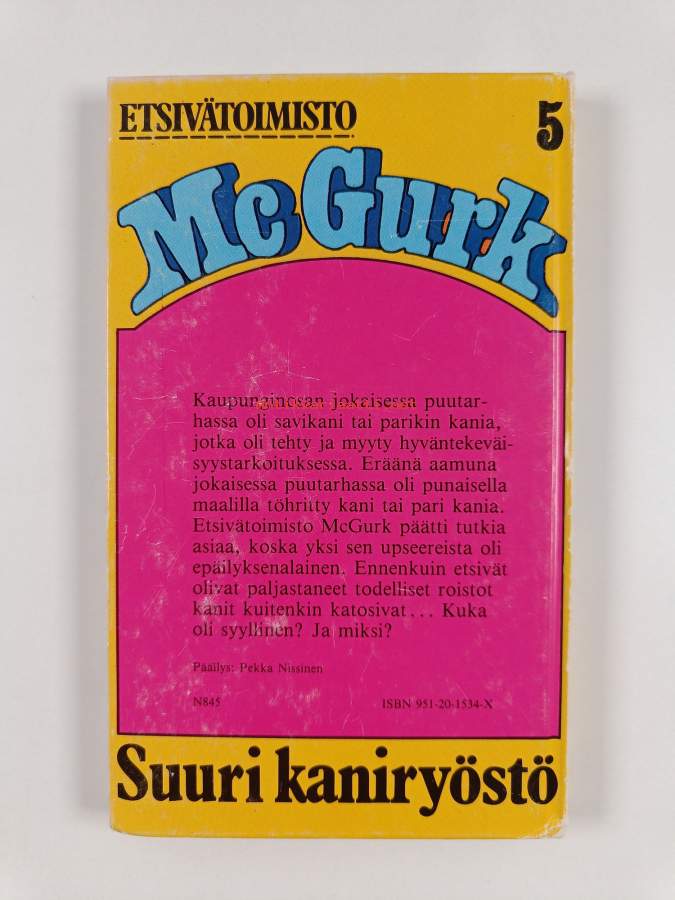 ETSIVÄTOIMISTO
5
McGurk
Kaupunginosan jokaisessa puutar-
hassa oli savikani tai parikin kania,
jotka oli tehty ja myyty hyväntekeväi-
syystarkoituksessa. Eräänä aamuna
jokaisessa puutarhassa oli punaisella
maalilla töhritty kani tai pari kania.
Etsivätoimisto McGurk päätti tutkia
asiaa, koska yksi sen upseereista oli
epäilyksenalainen. Ennenkuin etsivät
olivat paljastaneet todelliset roistot
kanit kuitenkin katosivat... Kuka
oli syyllinen? Ja miksi?
Päällys: Pekka Nissinen
N845
ISBN 951-20-1534-X
Suuri kaniryöstö